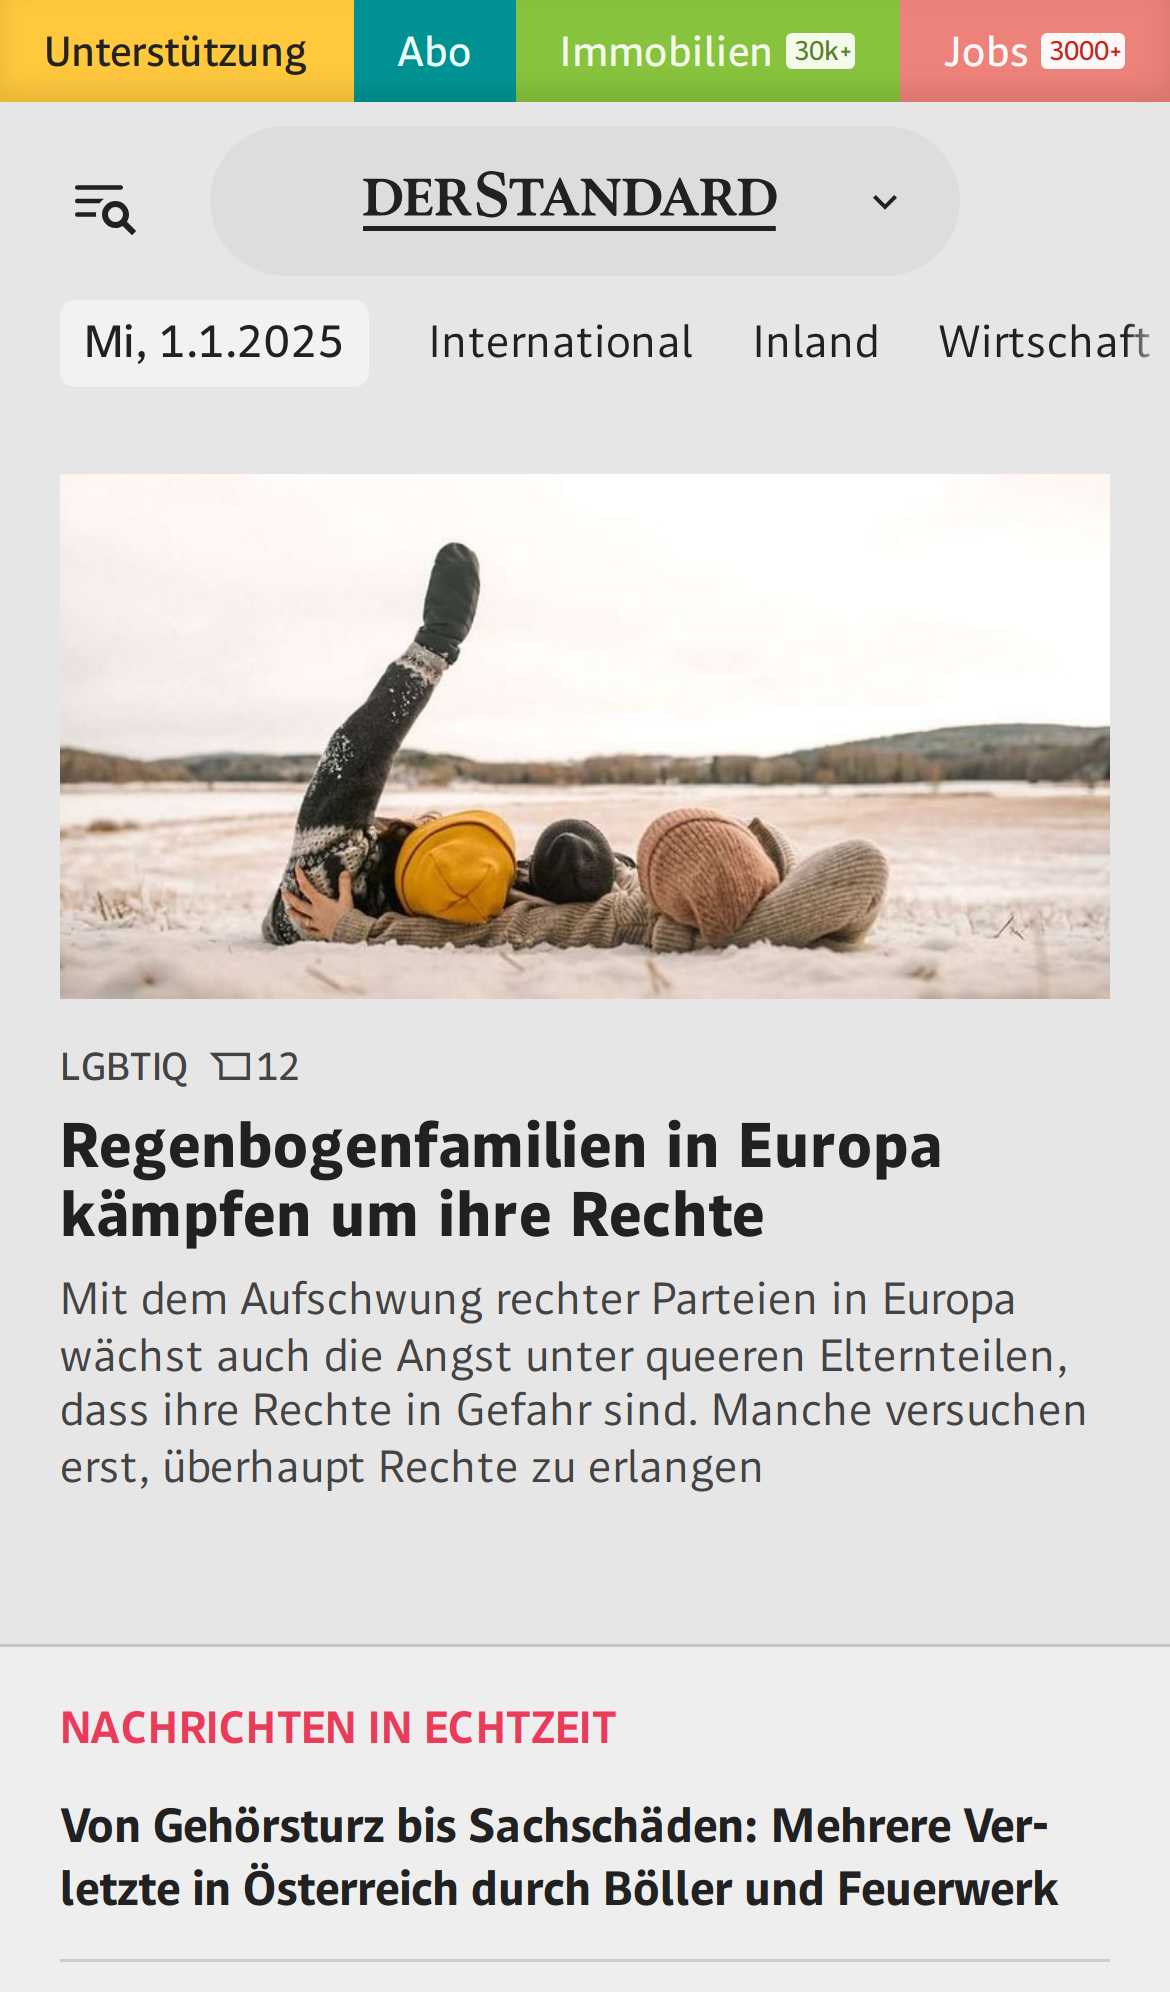 Unterstützung
Abo
Immobilien 30k+
Jobs 3000+
DERSTANDARD
Mi, 1.1.2025
International
Inland
Wirtschaft
LGBTIQ 12
Regenbogenfamilien in Europa
kämpfen um ihre Rechte
Mit dem Aufschwung rechter Parteien in Europa
wächst auch die Angst unter queeren Elternteilen,
dass ihre Rechte in Gefahr sind. Manche versuchen
erst, überhaupt Rechte zu erlangen
NACHRICHTEN IN ECHTZEIT
Von Gehörsturz bis Sachschäden: Mehrere Ver-
letzte in Österreich durch Böller und Feuerwerk